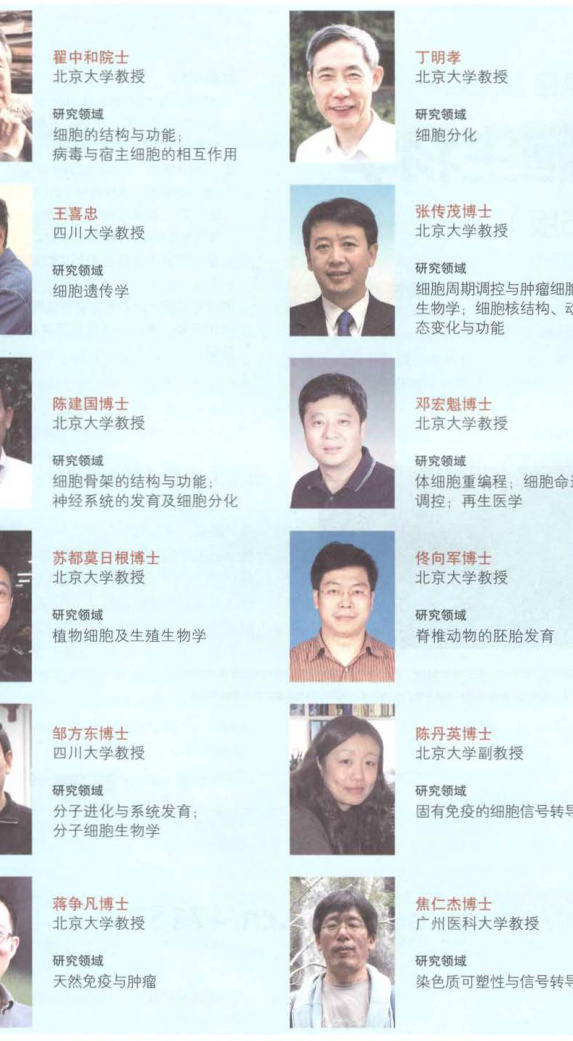 翟中和院士
北京大学教授
研究领域
细胞的结构与功能;
病毒与宿主细胞的相互作用
丁明孝
北京大学教授
研究领域
细胞分化
王喜忠
四川大学教授
研究领域
细胞遗传学
张传茂博士
北京大学教授
研究领域
细胞周期调控与肿瘤细胞
生物学;细胞核结构、动
态变化与功能
陈建国博士
北京大学教授
研究领域
细胞骨架的结构与功能;
神经系统的发育及细胞分化
邓宏魁博士
北京大学教授
研究领域
体细胞重编程;细胞命运
调控;再生医学
苏都莫日根博士
北京大学教授
研究领域
植物细胞及生殖生物学
佟向军博士
北京大学教授
研究领域
脊椎动物的胚胎发育
邹方东博士
四川大学教授
研究领域
分子进化与系统发育;
分子细胞生物学
陈丹英博士
北京大学副教授
研究领域
固有免疫的细胞信号转导
蒋争凡博士
北京大学教授
研究领域
天然免疫与肿瘤
焦仁杰博士
广州医科大学教授
研究领域
染色质可塑性与信号转导